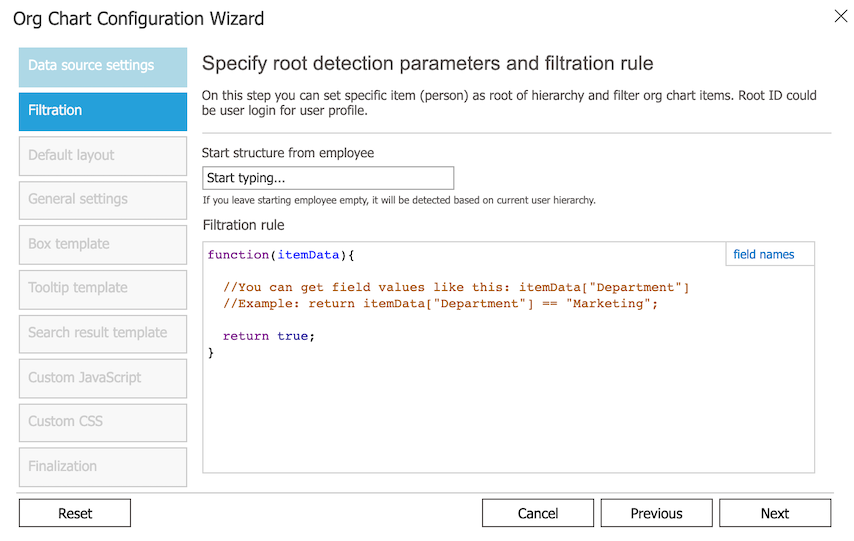 Org Chart Configuration Wizard
Data source settings
Filtration
Default layout
General settings
Box template
Tooltip template
Search result template
Custom JavaScript
Custom CSS
Finalization
Specify root detection parameters and filtration rule
On this step you can set specific item (person) as root of hierarchy and filter org chart items. Root ID could
be user login for user profile.
Start structure from employee
Start typing...
If you leave starting employee empty, it will be detected based on current user hierarchy.
Filtration rule
field names
function(itemData){
//You can get field values like this: itemData["Department"]
//Example: return itemData["Department"] == "Marketing";
return true;
}
Reset
Cancel
Previous
Next